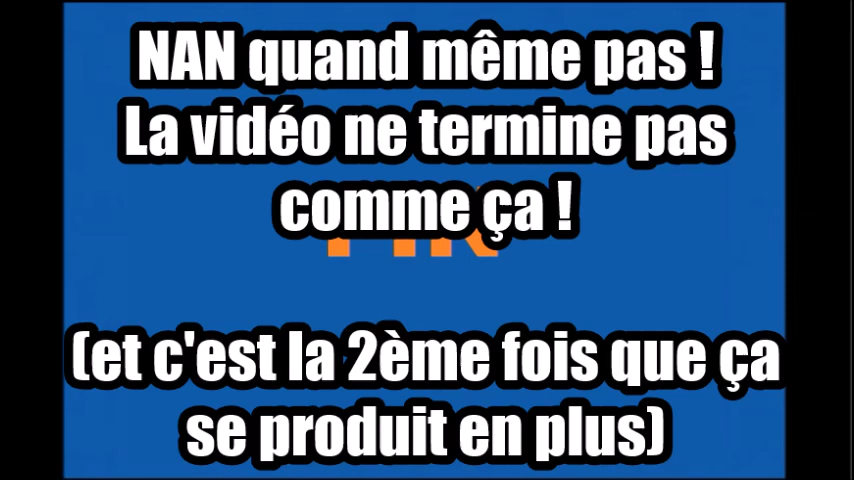 NAN quand même pas !
La vidéo ne termine pas
comme ça !
(et c'est la 2ème fois que ça
se produit en plus)